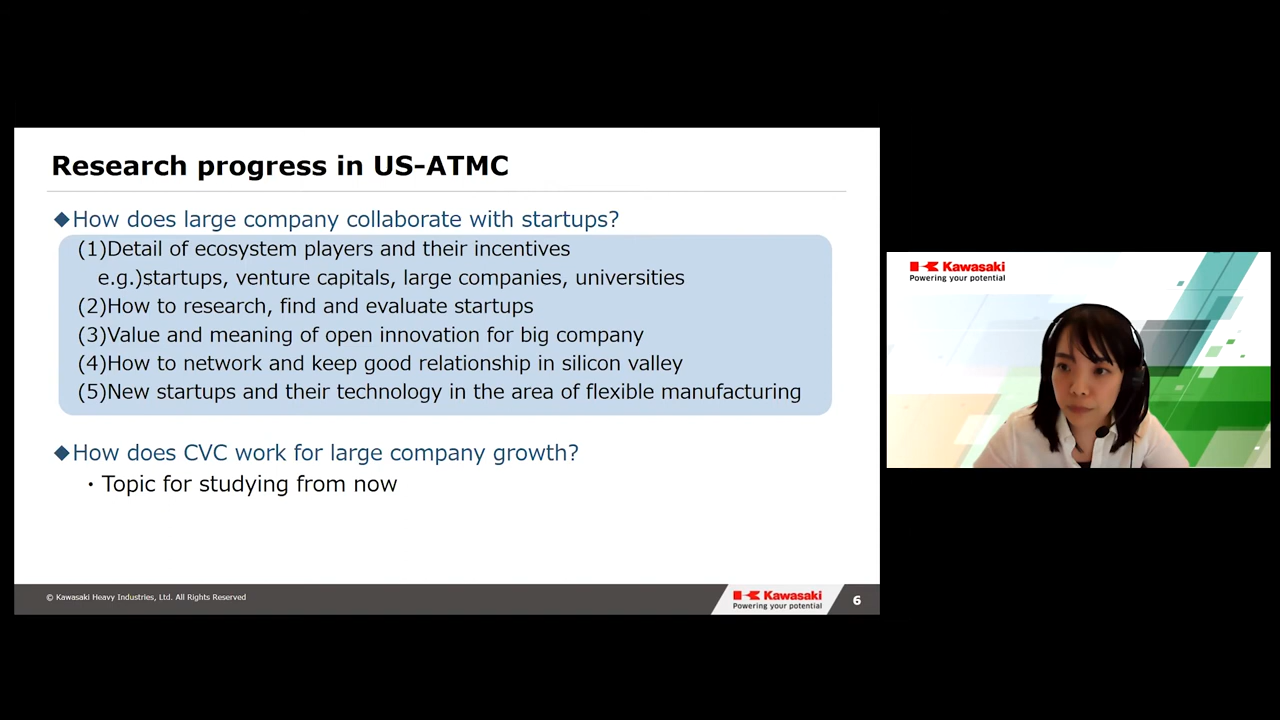 Research progress in US-ATMC
◆How does large company collaborate with startups?
(1)Detail of ecosystem players and their incentives
e.g.)startups, venture capitals, large companies, universities
(2)How to research, find and evaluate startups
(3)Value and meaning of open innovation for big company
(4)How to network and keep good relationship in silicon valley
(5)New startups and their technology in the area of flexible manufacturing
◆How does CVC work for large company growth?
・Topic for studying from now
© Kawasaki Heavy Industries, Ltd. All Rights Reserved
Kawasaki
Powering your potential
6
Kawasaki
Powering your potential